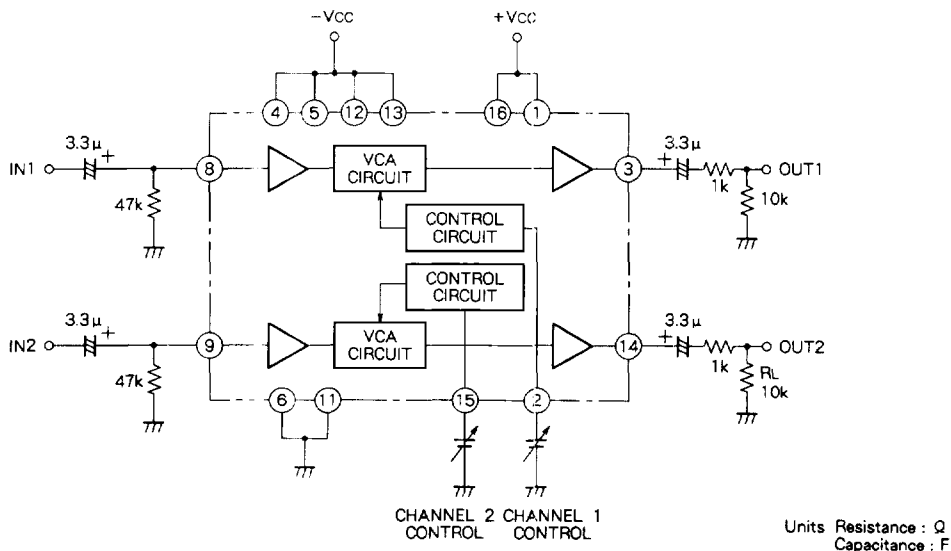 −VCC
+VCC
4
5
12
13
16
1
IN1
3.3μ
+
47k
8
VCA
CIRCUIT
3
+
3.3μ
1k
OUT1
10k
CONTROL
CIRCUIT
CONTROL
CIRCUIT
IN2
3.3μ
+
47k
9
VCA
CIRCUIT
14
+
3.3μ
1k
OUT2
RL
10k
6
11
15
2
CHANNEL 2
CONTROL
CHANNEL 1
CONTROL
Units Resistance : Ω
Capacitance : F